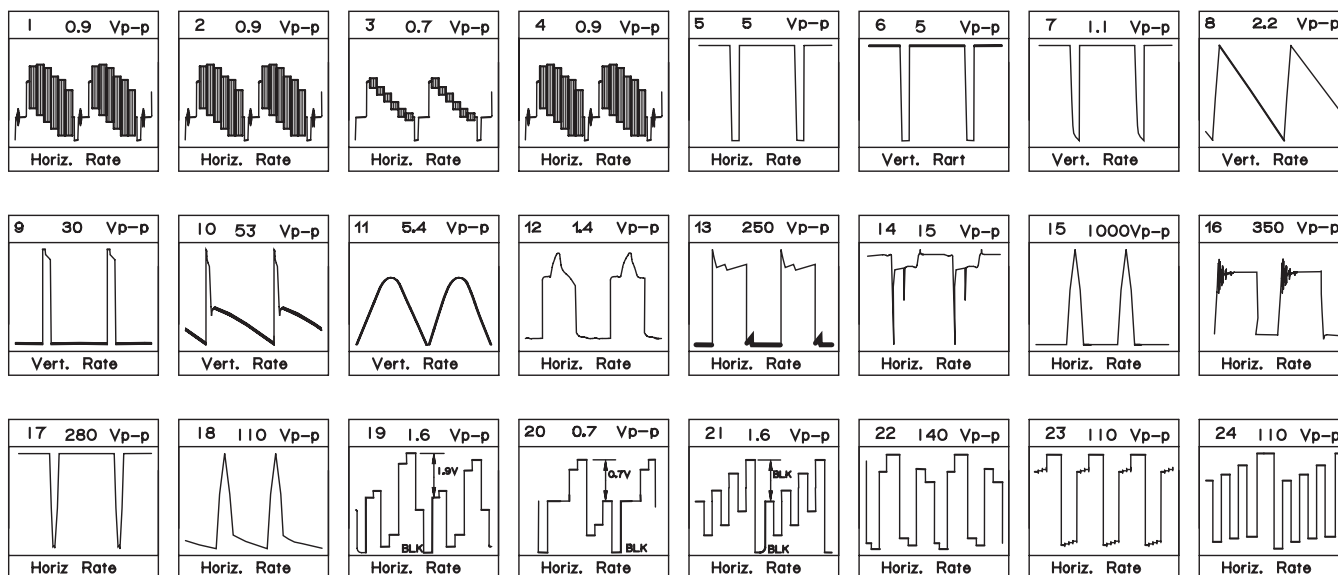 1 0.9 Vp-p
Horiz. Rate
2 0.9 Vp-p
Horiz. Rate
3 0.7 Vp-p
Horiz. Rate
4 0.9 Vp-p
Horiz. Rate
5 5 Vp-p
Horiz. Rate
6 5 Vp-p
Vert. Rart
7 1.1 Vp-p
Vert. Rate
8 2.2 Vp-p
Vert. Rate
9 30 Vp-p
Vert. Rate
10 53 Vp-p
Vert. Rate
11 5.4 Vp-p
Vert. Rate
12 1.4 Vp-p
Horiz. Rate
13 250 Vp-p
Horiz. Rate
14 15 Vp-p
Horiz. Rate
15 1000Vp-p
Horiz. Rate
16 350 Vp-p
Horiz. Rate
17 280 Vp-p
Horiz Rate
18 110 Vp-p
Horiz. Rate
19 1.6 Vp-p
1.9V
BLK
Horiz Rate
20 0.7 Vp-p
0.7V
BLK
Horiz. Rate
21 1.6 Vp-p
BLK
BLK
Horiz. Rate
22 140 Vp-p
Horiz. Rate
23 110 Vp-p
Horiz. Rate
24 110 Vp-p
Horiz. Rate